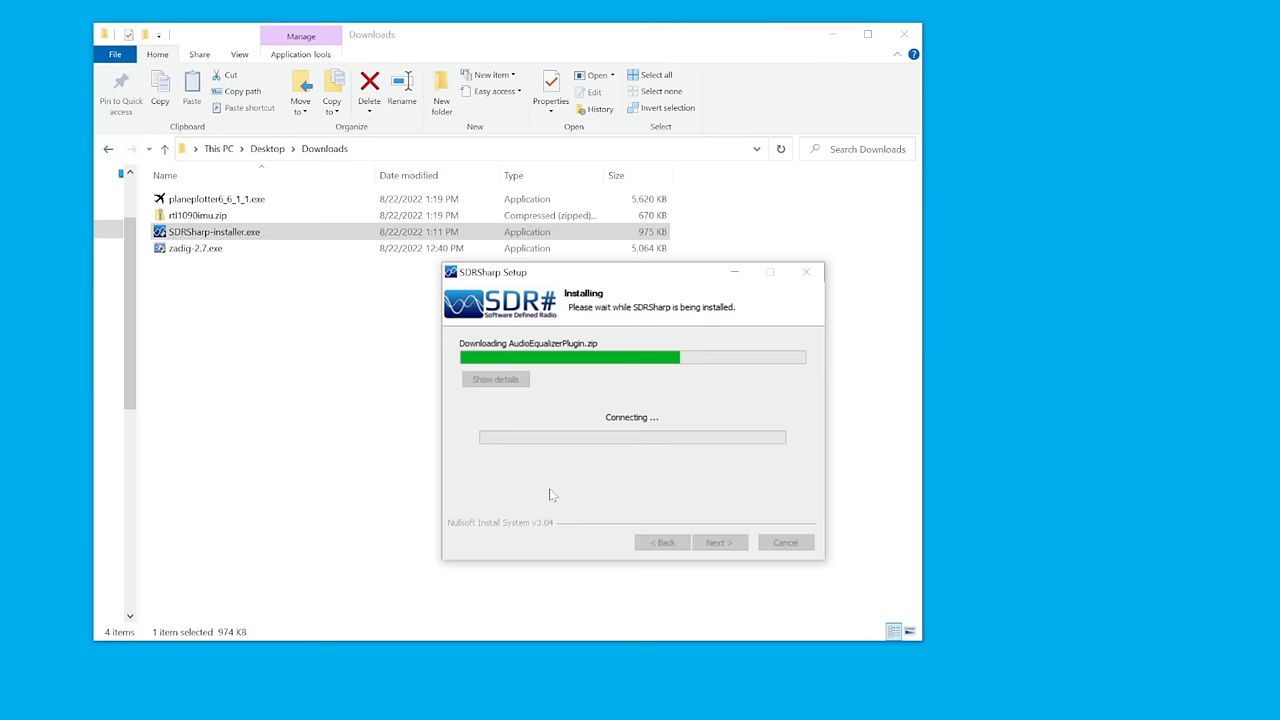 Manage
Downloads
File
Home
Share
View
Application Tools
Pin to Quick access
Copy
Paste
Cut
Copy path
Paste shortcut
Clipboard
Move to
Copy to
Delete
Rename
Organize
New folder
New item
Easy access
New
Properties
Open
Edit
History
Open
Select all
Select none
Invert selection
Select
This PC > Desktop > Downloads
Search Downloads
Name Date modified Type Size
planeplotter6_6_1_1.exe 8/22/2022 1:19 PM Application 5,620 KB
rtl1090imu.zip 8/22/2022 1:19 PM Compressed (zipped)... 670 KB
SDRSharp-installer.exe 8/22/2022 1:11 PM Application 975 KB
zadig-2.7.exe 8/22/2022 12:40 PM Application 5,064 KB
SDRSharp Setup
SDR#
Software Defined Radio
Installing
Please wait while SDRSharp is being installed.
Downloading AudioEqualizerPlugin.zip
Show details
Connecting ...
Nullsoft Install System v3.04
< Back
Next >
Cancel
4 items 1 item selected 974 KB